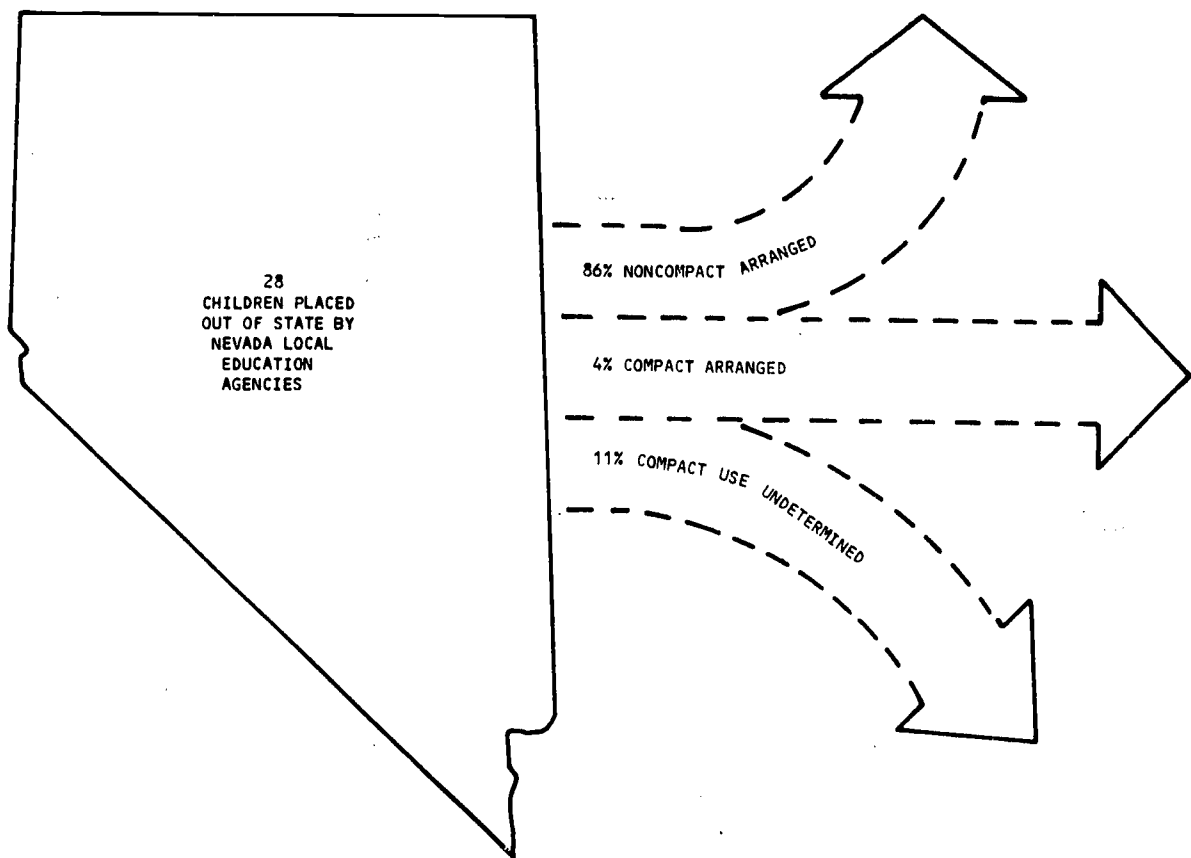 28
CHILDREN PLACED
OUT OF STATE BY
NEVADA LOCAL
EDUCATION
AGENCIES
86% NONCOMPACT ARRANGED
4% COMPACT ARRANGED
11% COMPACT USE UNDETERMINED